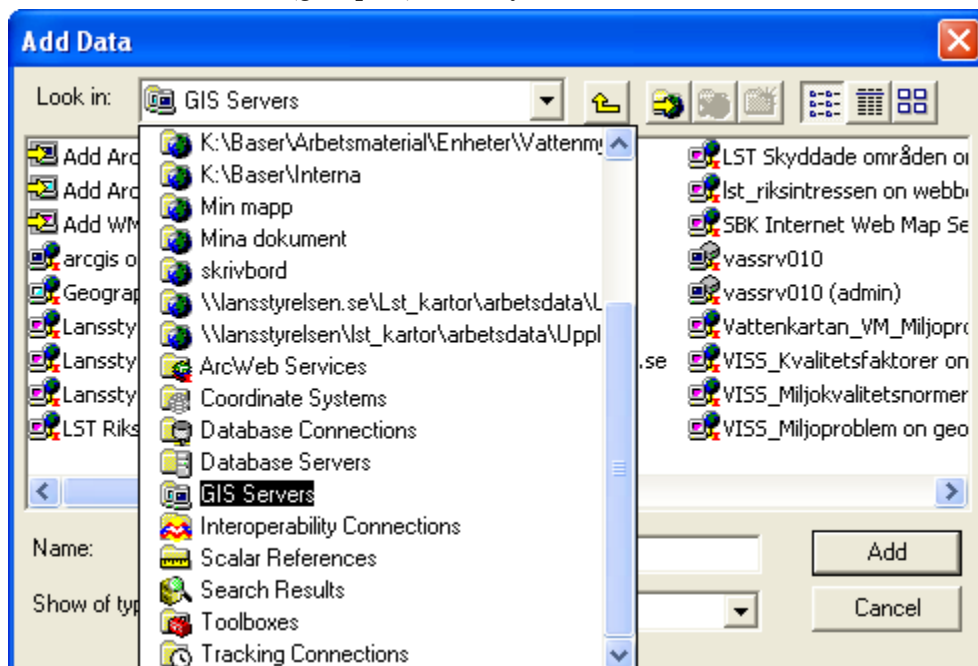 Add Data
Look in: GIS Servers
K:\Baser\Arbetsmaterial\Enheter\Vattenmy
K:\Baser\Interna
Min mapp
Mina dokument
skrivbord
\\lansstyrelsen.se\Lst_kartor\arbetsdata\L
\\lansstyrelsen\lst_kartor\arbetsdata\Uppl
ArcWeb Services
Coordinate Systems
Database Connections
Database Servers
GIS Servers
Interoperability Connections
Scalar References
Search Results
Toolboxes
Tracking Connections
Add Arc
Add Arc
Add WM
arcgis o
Geograp
Lanssty
Lanssty
Lanssty
LST Riks
.se
LST Skyddade områden o
lst_riksintressen on webb
SBK Internet Web Map Se
vassrv010
vassrv010 (admin)
Vattenkartan_VM_Miljopro
VISS_Kvalitetsfaktorer on
VISS_Miljokvalitetsnormer
VISS_Miljoproblem on geo
Name:
Add
Show of typ
Cancel